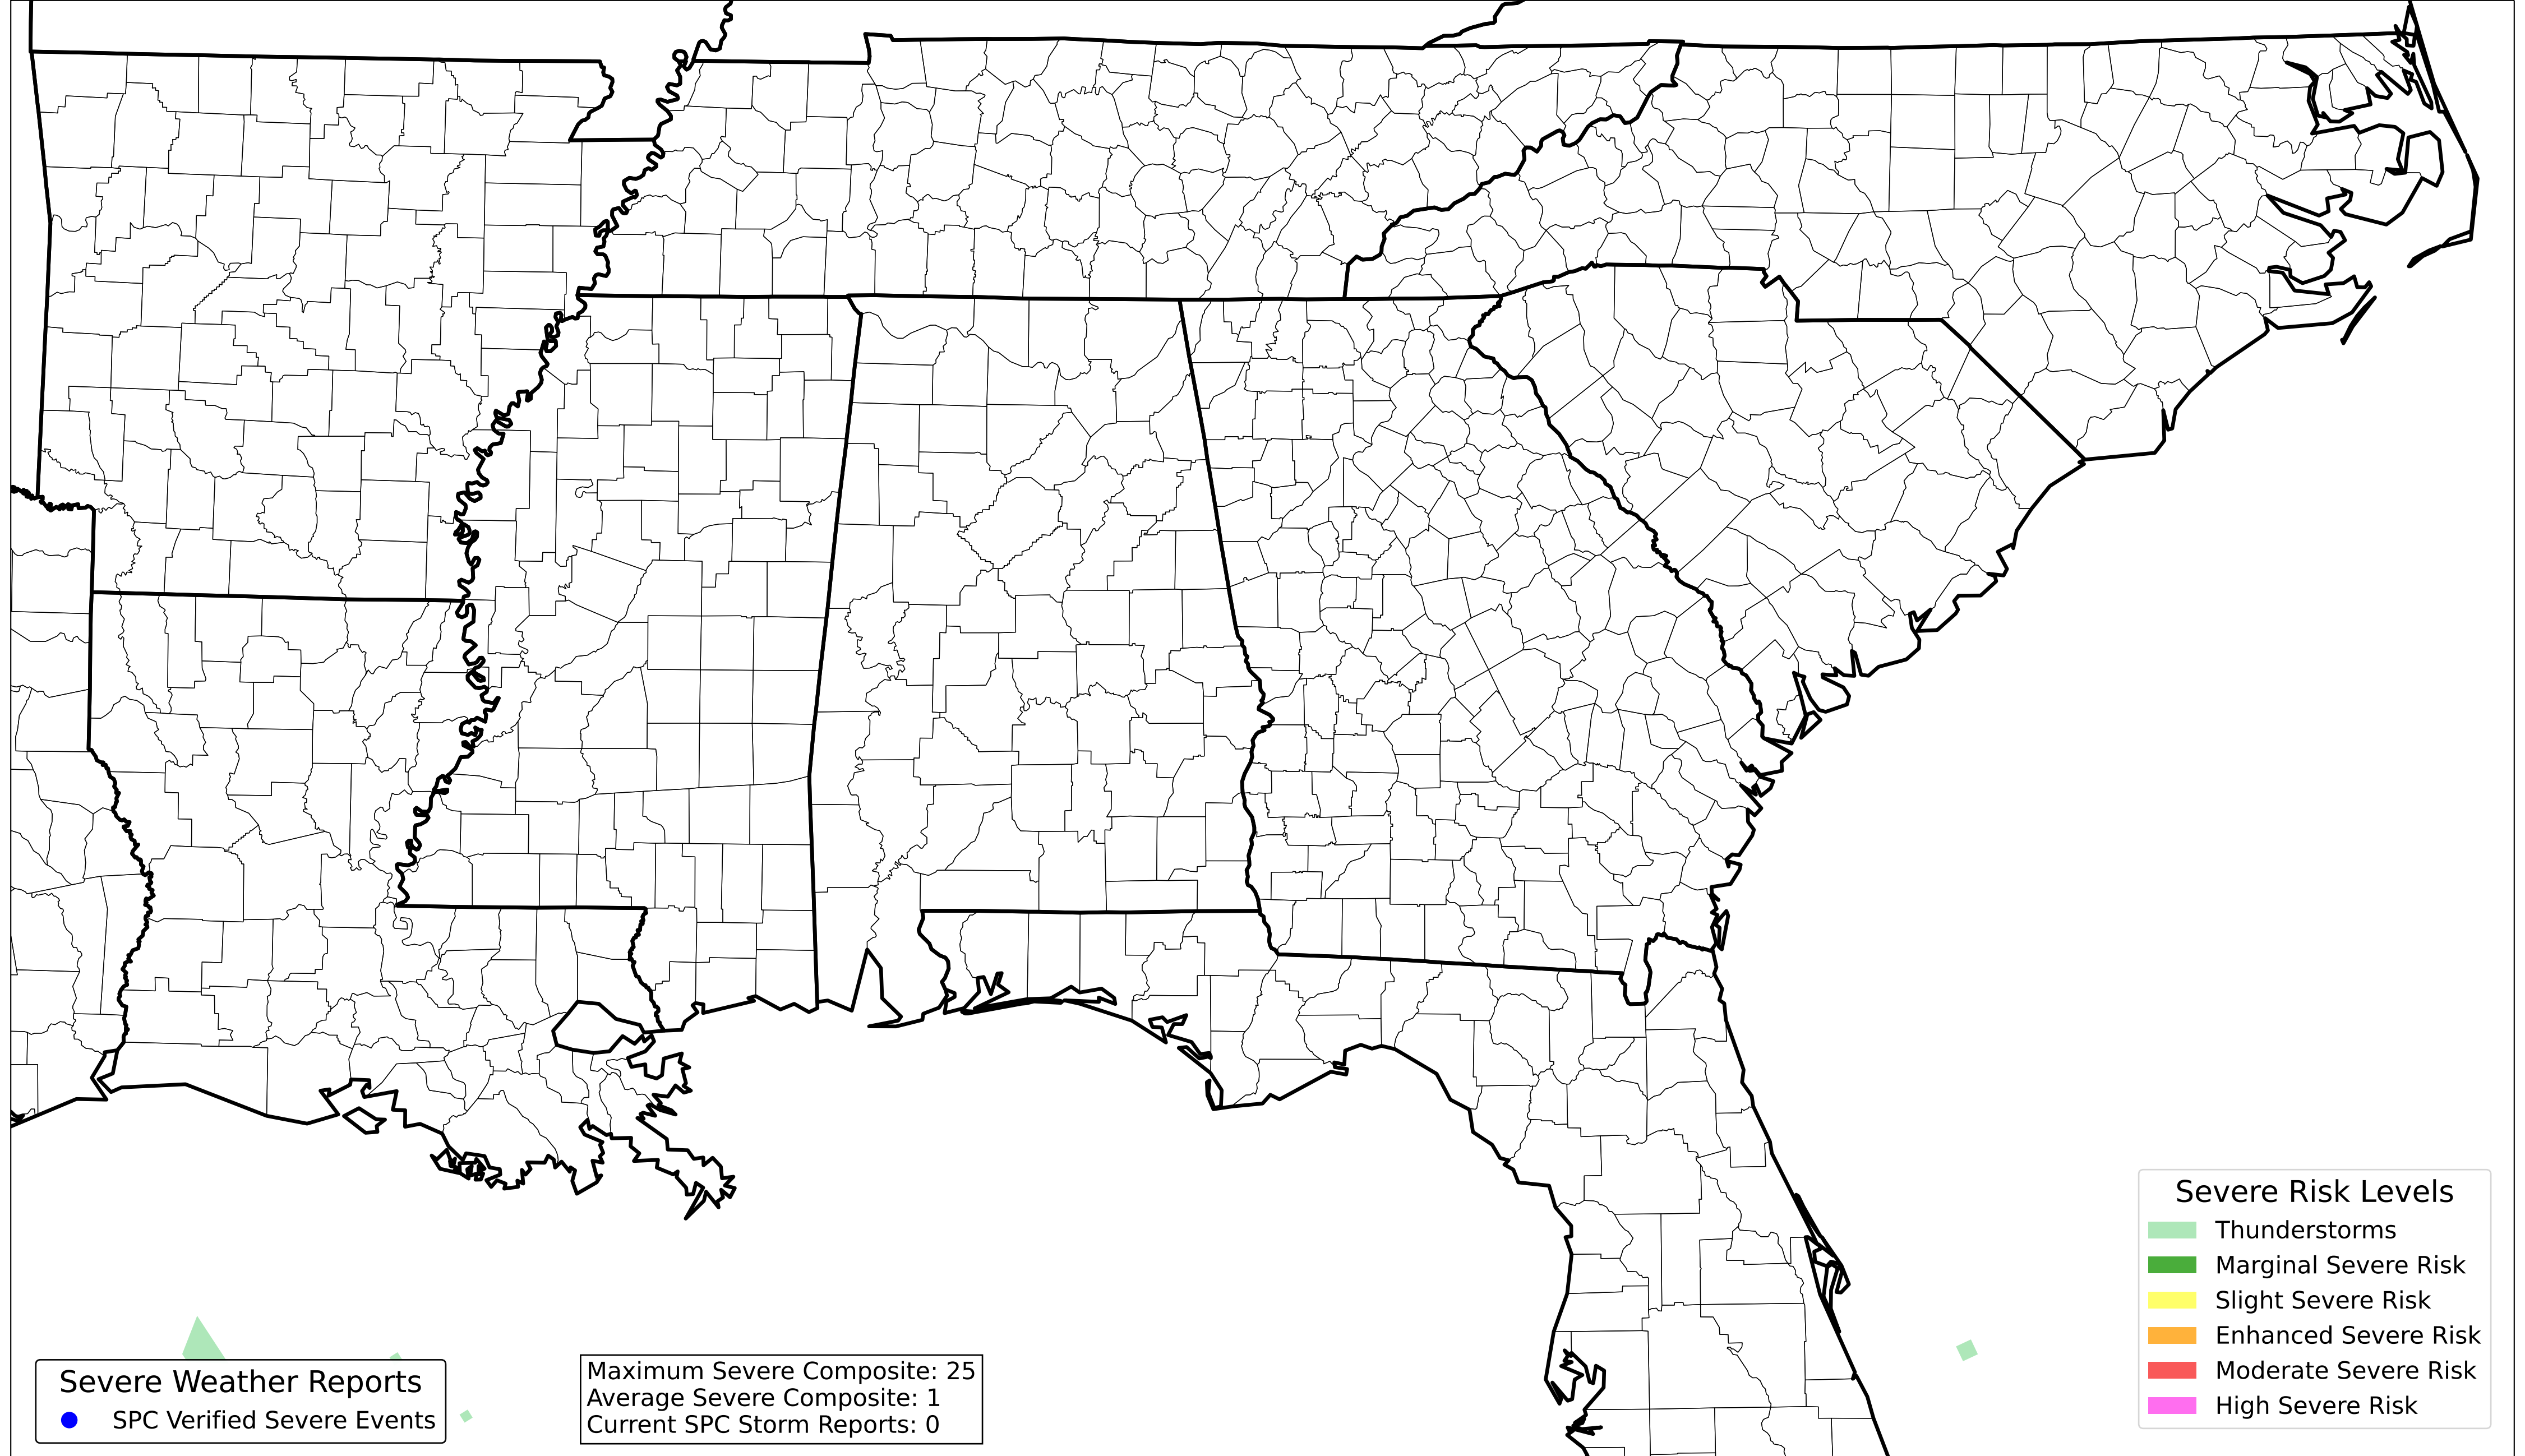 Severe Risk Levels
Thunderstorms
Marginal Severe Risk
Slight Severe Risk
Enhanced Severe Risk
Moderate Severe Risk
High Severe Risk
Severe Weather Reports
SPC Verified Severe Events
Maximum Severe Composite: 25
Average Severe Composite: 1
Current SPC Storm Reports: 0